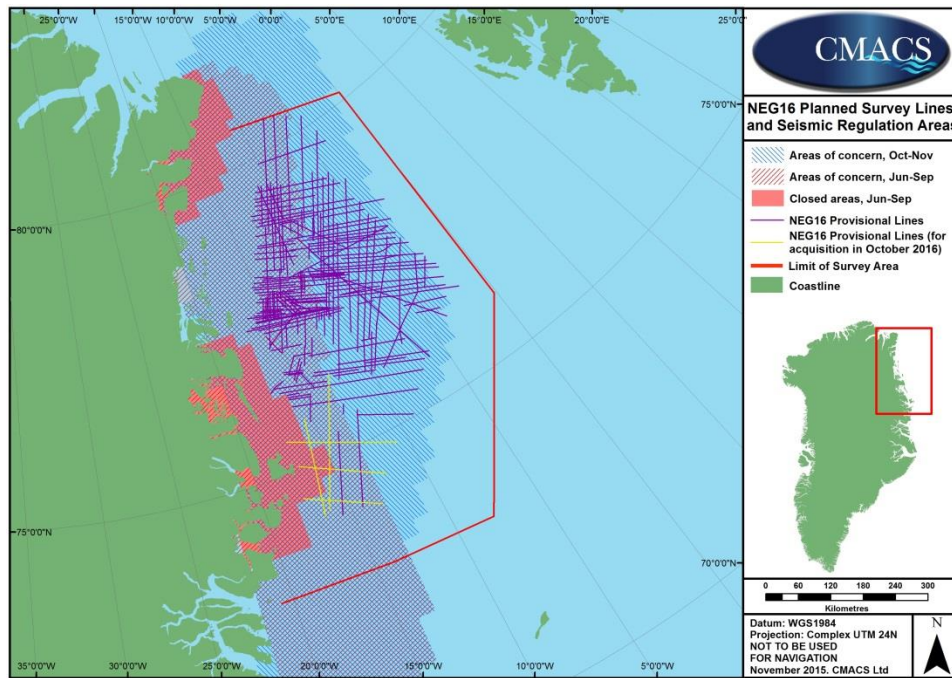 25°0'0"W
15°0'0"W
10°0'0"W
5°0'0"W
0°0'0"
5°0'0"E
10°0'0"E
15°0'0"E
20°0'0"E
25°0'0"
80°0'0"N
75°0'0"N
75°0'0"N
70°0'0"N
35°0'0"W
30°0'0"W
25°0'0"W
20°0'0"W
15°0'0"W
10°0'0"W
5°0'0"W
CMACS
NEG16 Planned Survey Lines
and Seismic Regulation Areas
Areas of concern, Oct-Nov
Areas of concern, Jun-Sep
Closed areas, Jun-Sep
NEG16 Provisional Lines
NEG16 Provisional Lines (for
acquisition in October 2016)
Limit of Survey Area
Coastline
0 60 120 180 240 300
Kilometres
Datum: WGS1984
Projection: Complex UTM 24N
NOT TO BE USED
FOR NAVIGATION
November 2015. CMACS Ltd
N